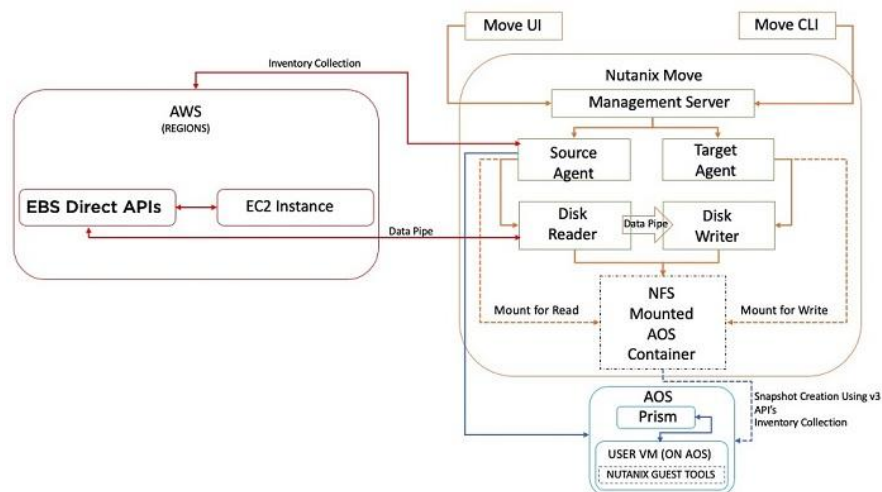 Move UI
Move CLI
Inventory Collection
Nutanix Move
AWS
(REGIONS)
Management Server
Source
Agent
Target
Agent
EBS Direct APIs
EC2 Instance
Data Pipe
Disk
Reader
Data Pipe
Disk
Writer
Mount for Read
NFS
Mounted
AOS
Container
Mount for Write
AOS
Prism
USER VM (ON AOS)
NUTANIX GUEST TOOLS
Snapshot Creation Using v3
API's
Inventory Collection